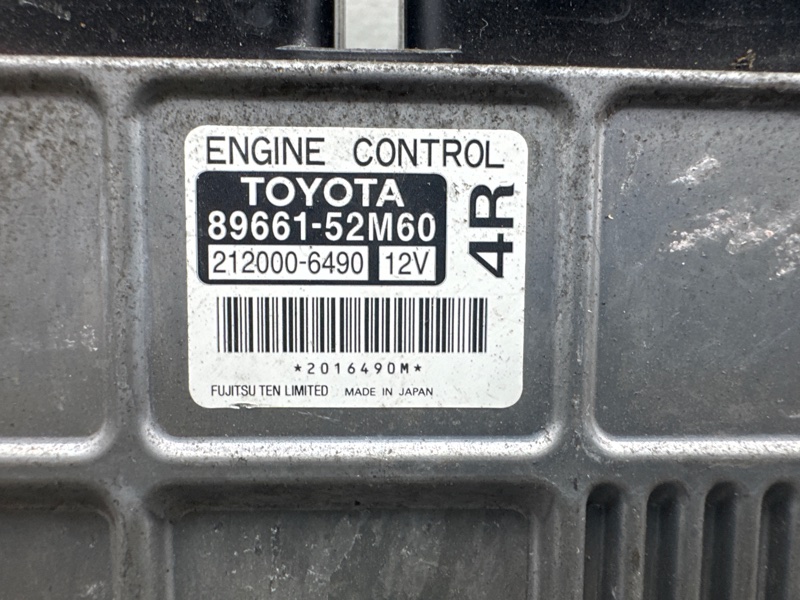 ENGINE CONTROL
TOYOTA
89661-52M60
212000-6490 12V
4R
*2016490M*
FUJITSU TEN LIMITED MADE IN JAPAN